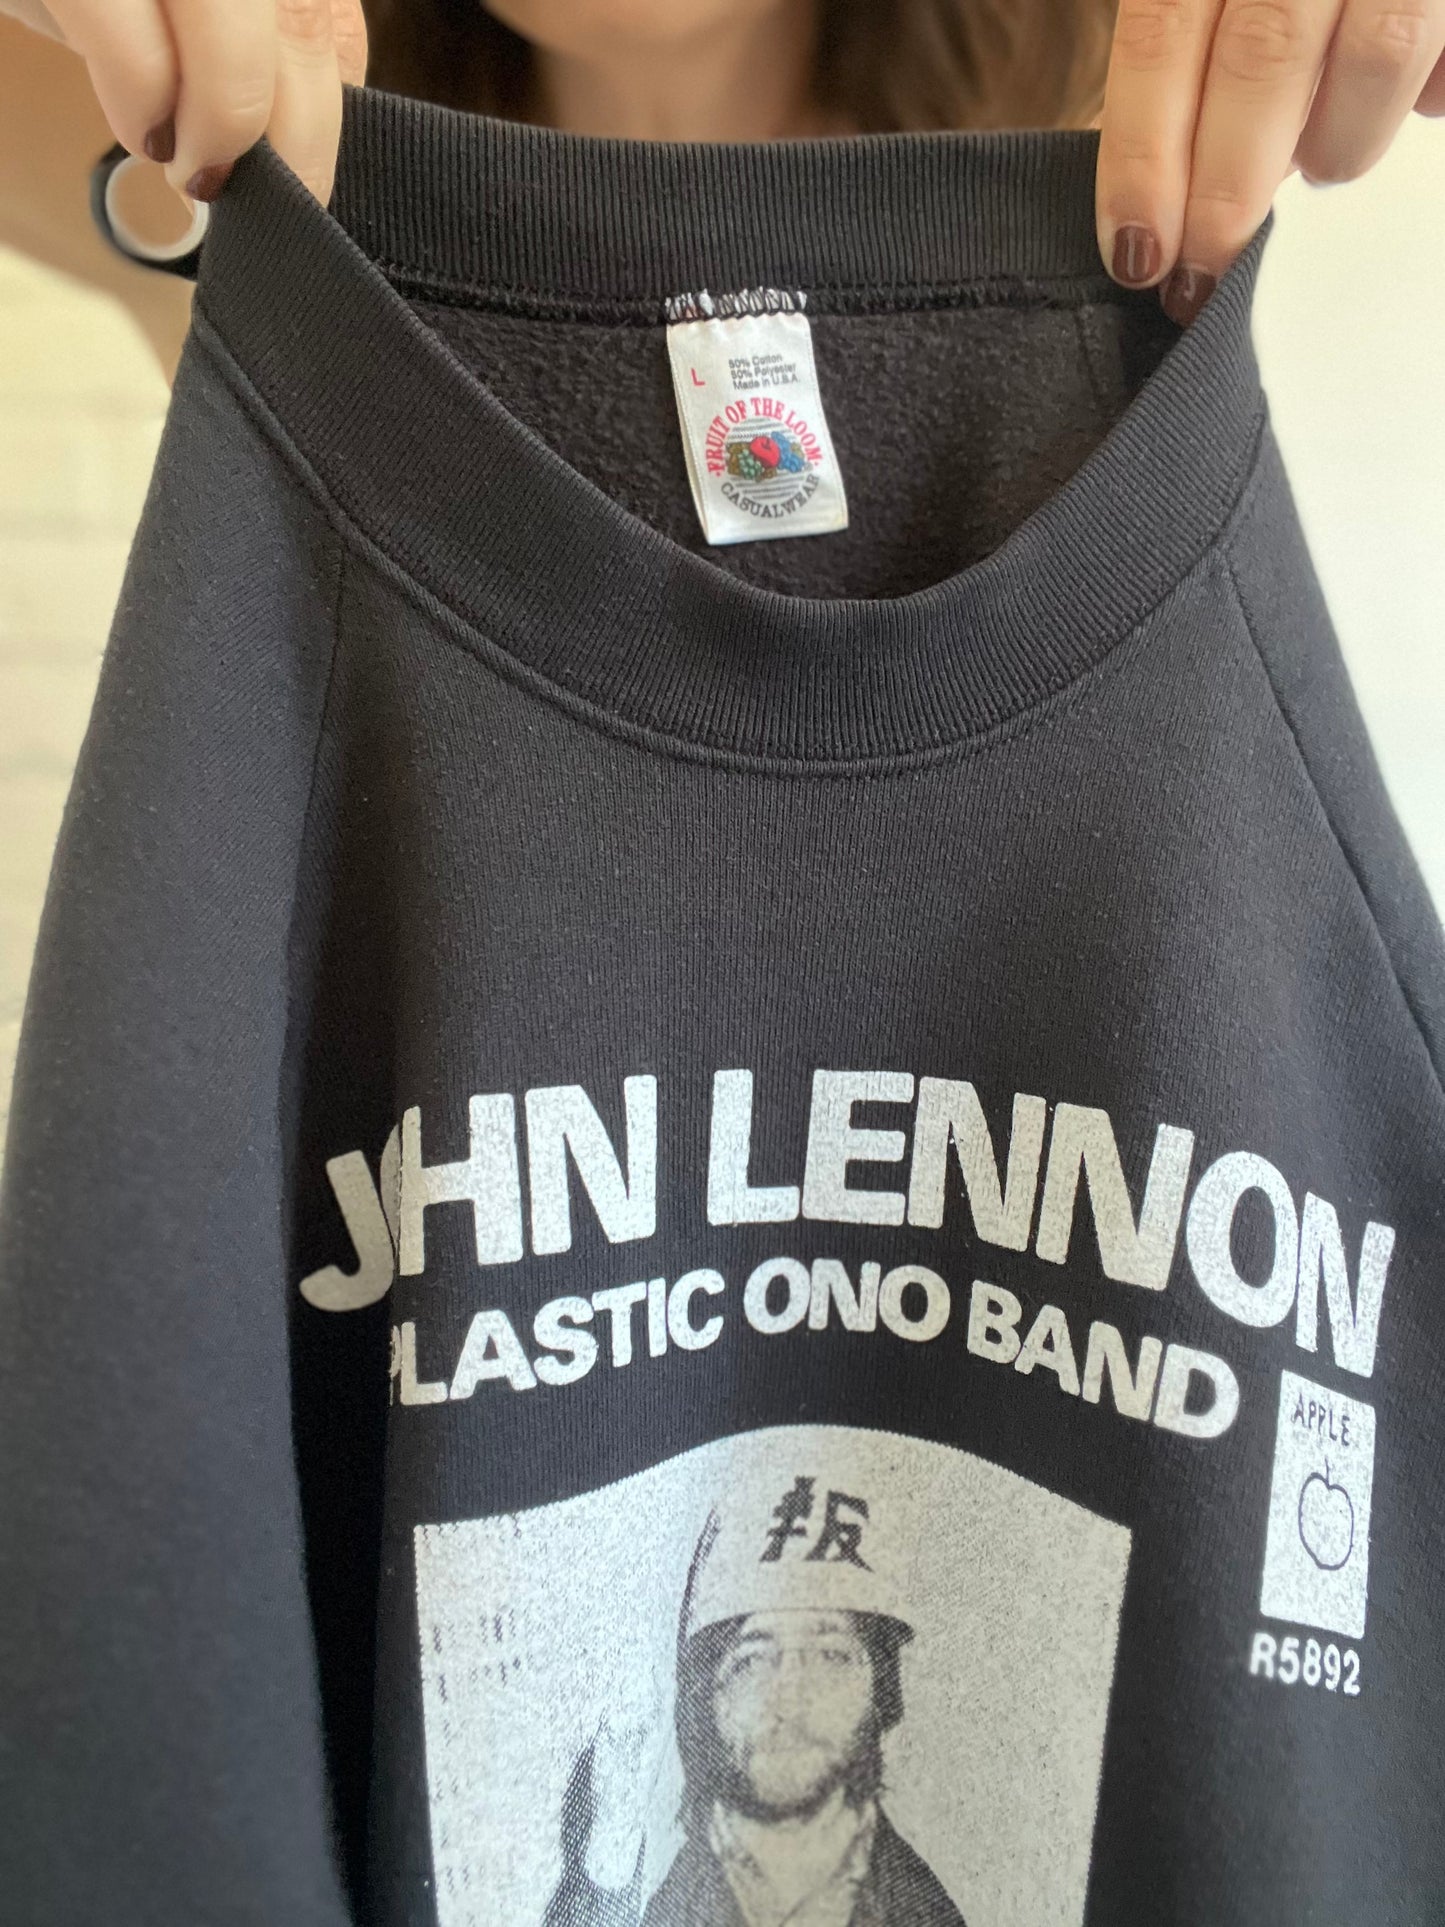 L
50% Cotton
50% Polyester
Made in U.S.A.
FRUIT OF THE LOOM
CASUALWEAR
JOHN LENNON
PLASTIC ONO BAND
APPLE
R5892